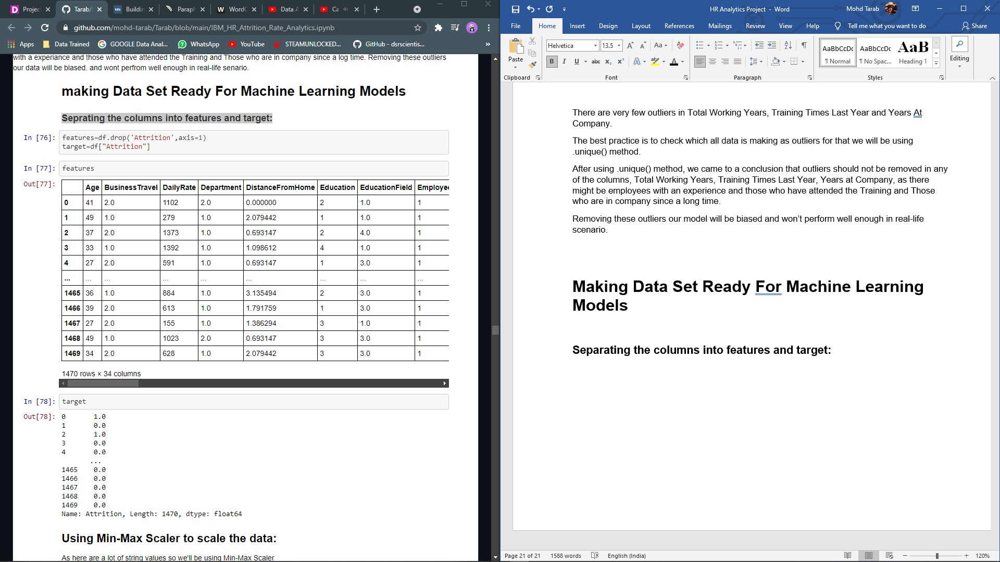 Projec
Tarab/I
Buildin
Paraph
WordC
Data A
Ca
github.com/mohd-tarab/Tarab/blob/main/IBM_HR_Attrition_Rate_Analytics.ipynb
Apps
Data Trained
GOOGLE Data Anal...
WhatsApp
YouTube
STEAMUNLOCKED...
GitHub - dsrscientis...
with a experiance and those who have attended the Training and Those who are in company since a log time. Removing these outliers
our data will be biased. and wont perfrom well enough in real-life senario.
making Data Set Ready For Machine Learning Models
Seprating the columns into features and target:
In [76]: features=df.drop('Attrition',axis=1)
target=df["Attrition"]
In [77]: features
Out[77]:
Age BusinessTravel DailyRate Department DistanceFromHome Education EducationField Employee
0 41 2.0 1102 2.0 0.000000 2 1.0 1
1 49 1.0 279 1.0 2.079442 1 1.0 1
2 37 2.0 1373 1.0 0.693147 2 4.0 1
3 33 1.0 1392 1.0 1.098612 4 1.0 1
4 27 2.0 591 1.0 0.693147 1 3.0 1
... ... ... ... ... ... ... ... ...
1465 36 1.0 884 1.0 3.135494 2 3.0 1
1466 39 2.0 613 1.0 1.791759 1 3.0 1
1467 27 2.0 155 1.0 1.386294 3 1.0 1
1468 49 1.0 1023 2.0 0.693147 3 3.0 1
1469 34 2.0 628 1.0 2.079442 3 3.0 1
1470 rows × 34 columns
In [78]: target
Out[78]: 0 1.0
1 0.0
2 1.0
3 0.0
4 0.0
...
1465 0.0
1466 0.0
1467 0.0
1468 0.0
1469 0.0
Name: Attrition, Length: 1470, dtype: float64
Using Min-Max Scaler to scale the data:
As here are a lot of string values so we'll be using Min-Max Scaler
HR Analytics Project - Word
Mohd Tarab
File Home Insert Design Layout References Mailings Review View Help Tell me what you want to do Share
Paste
Helvetica 13.5
AaBbCcDc AaBbCcDc AaB
¶ Normal ¶ No Spac... Heading 1
Editing
Clipboard Font Paragraph Styles
There are very few outliers in Total Working Years, Training Times Last Year and Years At
Company.
The best practice is to check which all data is making as outliers for that we will be using
.unique() method.
After using .unique() method, we came to a conclusion that outliers should not be removed in any
of the columns, Total Working Years, Training Times Last Year, Years at Company, as there
might be employees with an experience and those who have attended the Training and Those
who are in company since a long time.
Removing these outliers our model will be biased and won't perform well enough in real-life
scenario.
Making Data Set Ready For Machine Learning
Models
Separating the columns into features and target:
Page 21 of 21 1588 words English (India) 120%